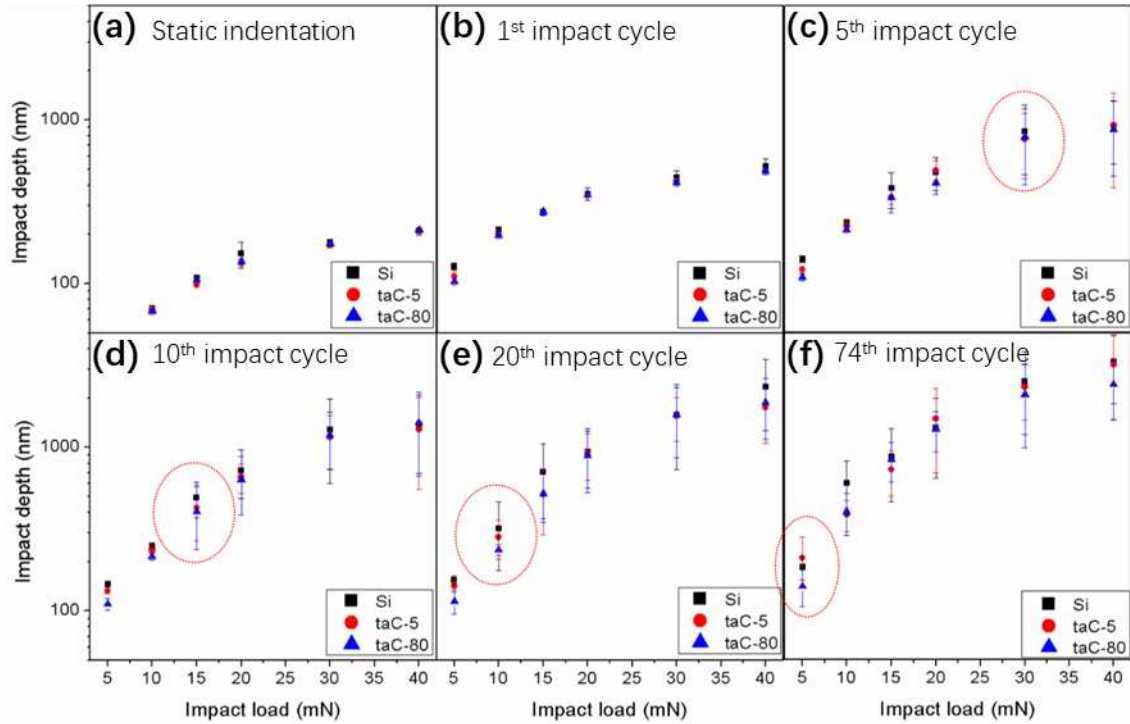 (a) Static indentation
(b) 1st impact cycle
(c) 5th impact cycle
Impact depth (nm)
1000
100
Si
taC-5
taC-80
Si
taC-5
taC-80
Si
taC-5
taC-80
(d) 10th impact cycle
(e) 20th impact cycle
(f) 74th impact cycle
Impact depth (nm)
1000
100
Si
taC-5
taC-80
Si
taC-5
taC-80
Si
taC-5
taC-80
5 10 15 20 25 30 35 40
5 10 15 20 25 30 35 40
5 10 15 20 25 30 35 40
Impact load (mN)
Impact load (mN)
Impact load (mN)